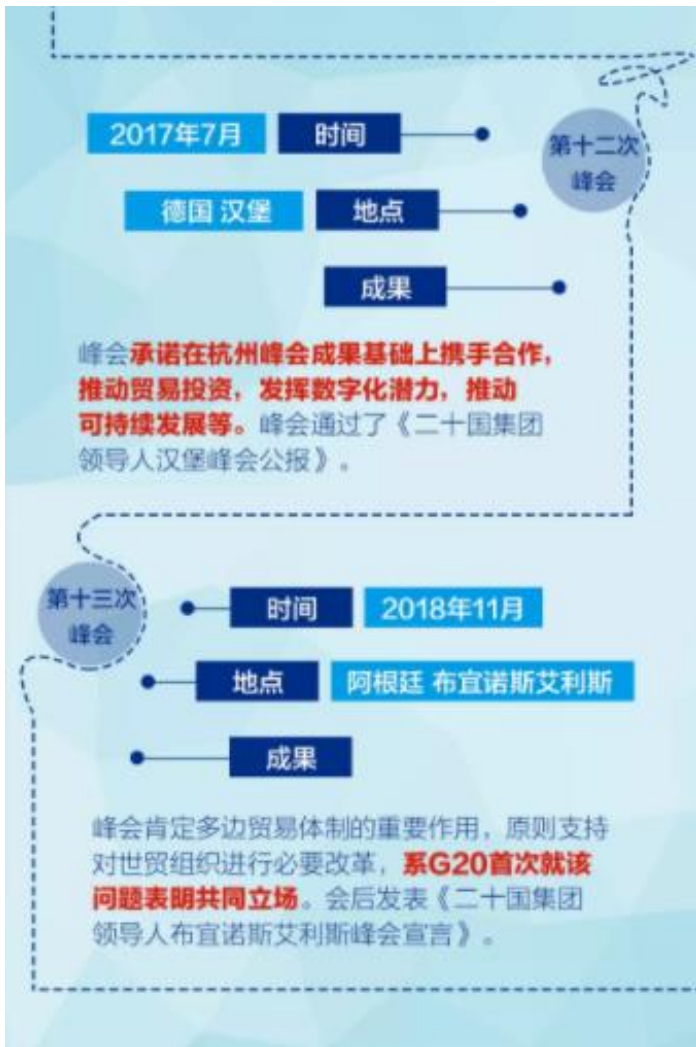 第十二次
峰会
2017年7月 时间
德国 汉堡 地点
成果
峰会承诺在杭州峰会成果基础上携手合作，
推动贸易投资，发挥数字化潜力，推动
可持续发展等。峰会通过了《二十国集团
领导人汉堡峰会公报》。
第十三次
峰会
时间 2018年11月
地点 阿根廷 布宜诺斯艾利斯
成果
峰会肯定多边贸易体制的重要作用，原则支持
对世贸组织进行必要改革，系G20首次就该
问题表明共同立场。会后发表《二十国集团
领导人布宜诺斯艾利斯峰会宣言》。